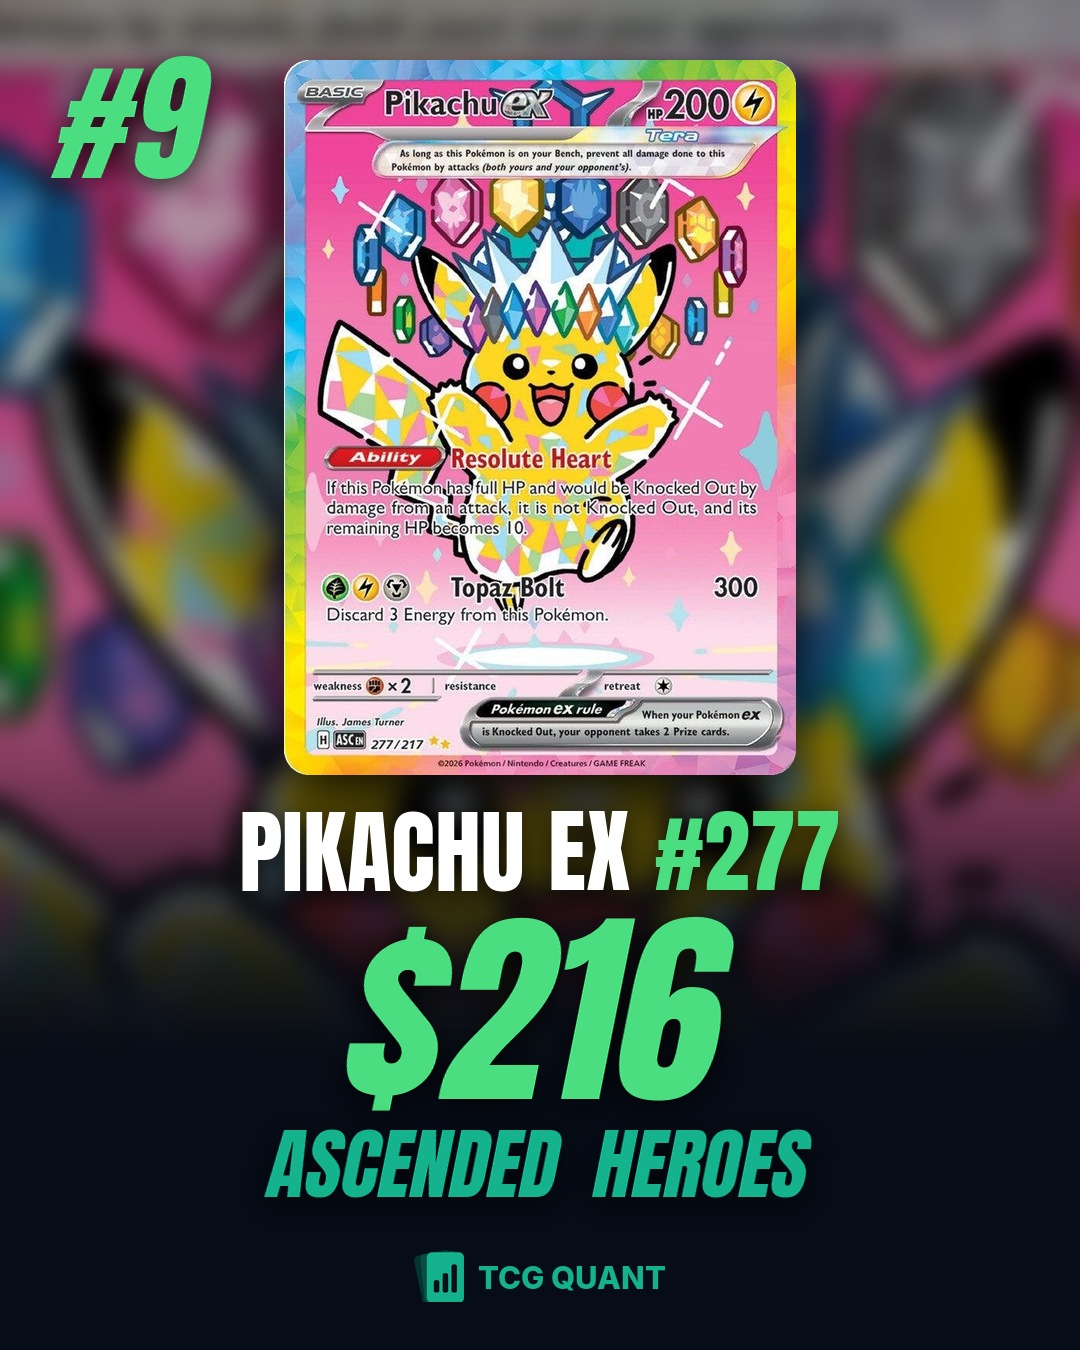 #9
BASIC Pikachu ex HP 200
Tera
As long as this Pokémon is on your Bench, prevent all damage done to this
Pokémon by attacks (both yours and your opponent's).
Ability Resolute Heart
If this Pokémon has full HP and would be Knocked Out by
damage from an attack, it is not Knocked Out, and its
remaining HP becomes 10.
Topaz Bolt 300
Discard 3 Energy from this Pokémon.
weakness ×2 resistance retreat
Pokémon ex rule When your Pokémon ex
is Knocked Out, your opponent takes 2 Prize cards.
Illus. James Turner
H ASC EN 277/217
©2026 Pokémon / Nintendo / Creatures / GAME FREAK
PIKACHU EX #277
$216
ASCENDED HEROES
TCG QUANT